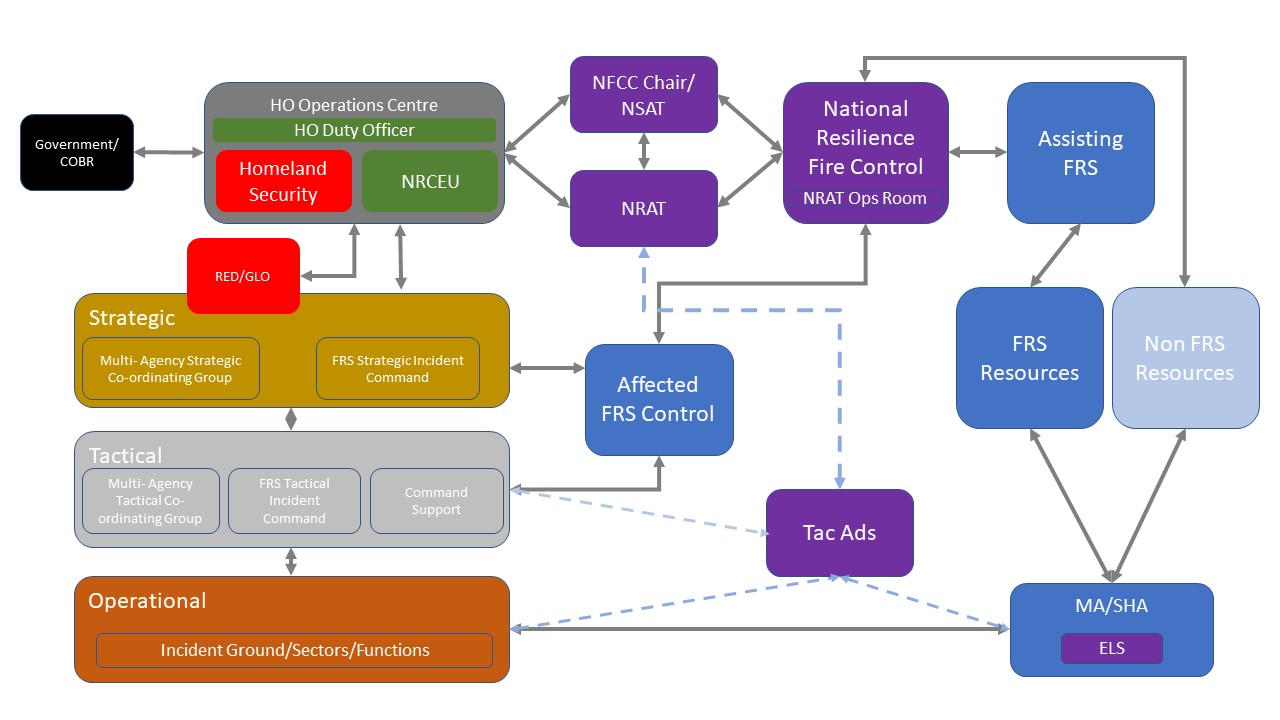 Government/
COBR
HO Operations Centre
HO Duty Officer
Homeland
Security
NRCEU
NFCC Chair/
NSAT
NRAT
National
Resilience
Fire Control
NRAT Ops Room
Assisting
FRS
RED/GLO
Strategic
Multi- Agency Strategic
Co-ordinating Group
FRS Strategic Incident
Command
Affected
FRS Control
FRS
Resources
Non FRS
Resources
Tactical
Multi- Agency
Tactical Co-
ordinating Group
FRS Tactical
Incident
Command
Command
Support
Tac Ads
Operational
Incident Ground/Sectors/Functions
MA/SHA
ELS